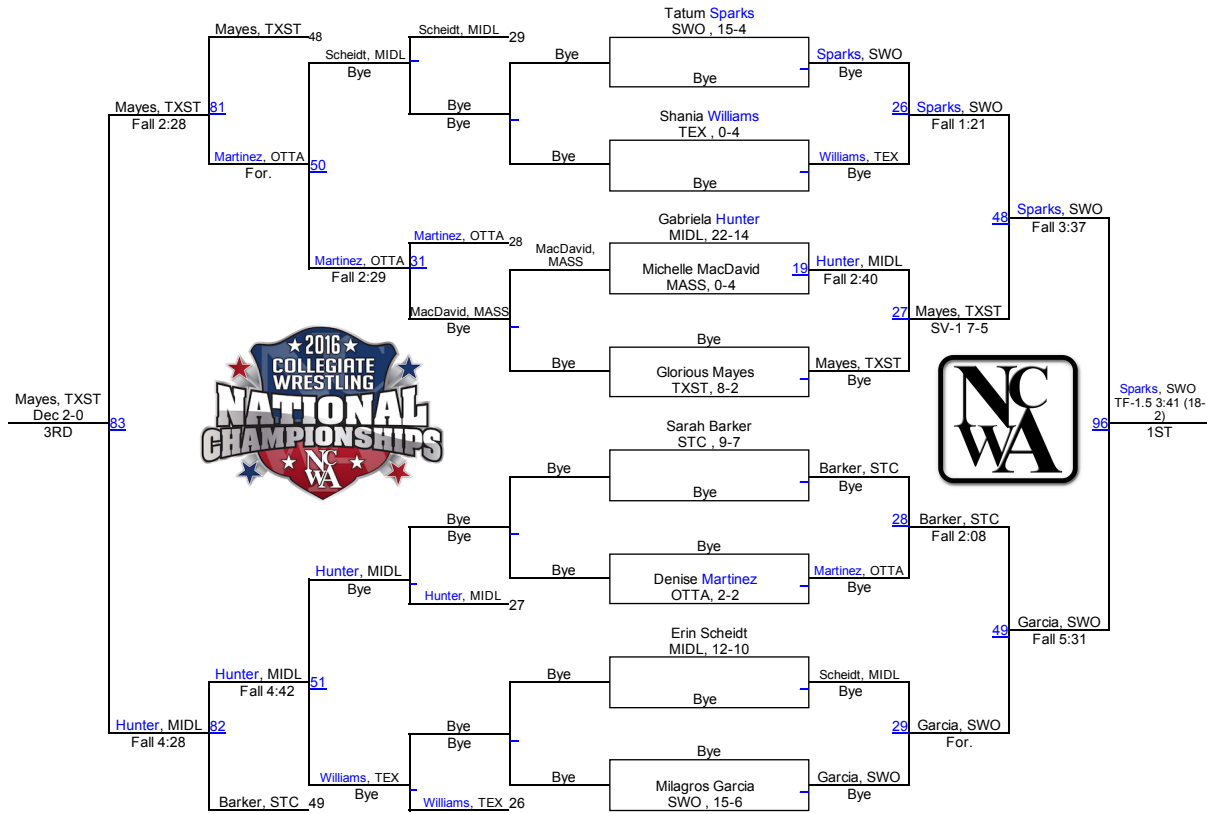 Tatum Sparks
SWO , 15-4
Mayes, TXST
48
Scheidt, MIDL
29
Scheidt, MIDL
Bye
Bye
Sparks, SWO
Bye
Bye
Mayes, TXST
81
Fall 2:28
Bye
Bye
Shania Williams
TEX , 0-4
26
Sparks, SWO
Fall 1:21
Martinez, OTTA
For.
50
Bye
Williams, TEX
Bye
Bye
Gabriela Hunter
MIDL, 22-14
48
Sparks, SWO
Fall 3:37
Martinez, OTTA
28
MacDavid,
MASS
Martinez, OTTA
31
Fall 2:29
Michelle MacDavid
MASS, 0-4
19
Hunter, MIDL
Fall 2:40
MacDavid, MASS
Bye
27
Mayes, TXST
SV-1 7-5
Bye
Bye
Glorious Mayes
TXST, 8-2
Mayes, TXST
Bye
2016
COLLEGIATE
WRESTLING
NATIONAL
CHAMPIONSHIPS
NCWA
NCWA
Mayes, TXST
Dec 2-0
3RD
83
96
Sparks, SWO
TF-1.5 3:41 (18-
2)
1ST
Sarah Barker
STC , 9-7
Bye
Barker, STC
Bye
Bye
Bye
Bye
28
Barker, STC
Fall 2:08
Bye
Hunter, MIDL
Bye
Bye
Denise Martinez
OTTA, 2-2
Martinez, OTTA
Bye
Hunter, MIDL
27
49
Garcia, SWO
Fall 5:31
Erin Scheidt
MIDL, 12-10
Hunter, MIDL
Fall 4:42
51
Bye
Scheidt, MIDL
Bye
Bye
Hunter, MIDL
82
Fall 4:28
Bye
Bye
29
Garcia, SWO
For.
Bye
Williams, TEX
Bye
Bye
Milagros Garcia
SWO , 15-6
Garcia, SWO
Bye
Barker, STC
49
Williams, TEX
26